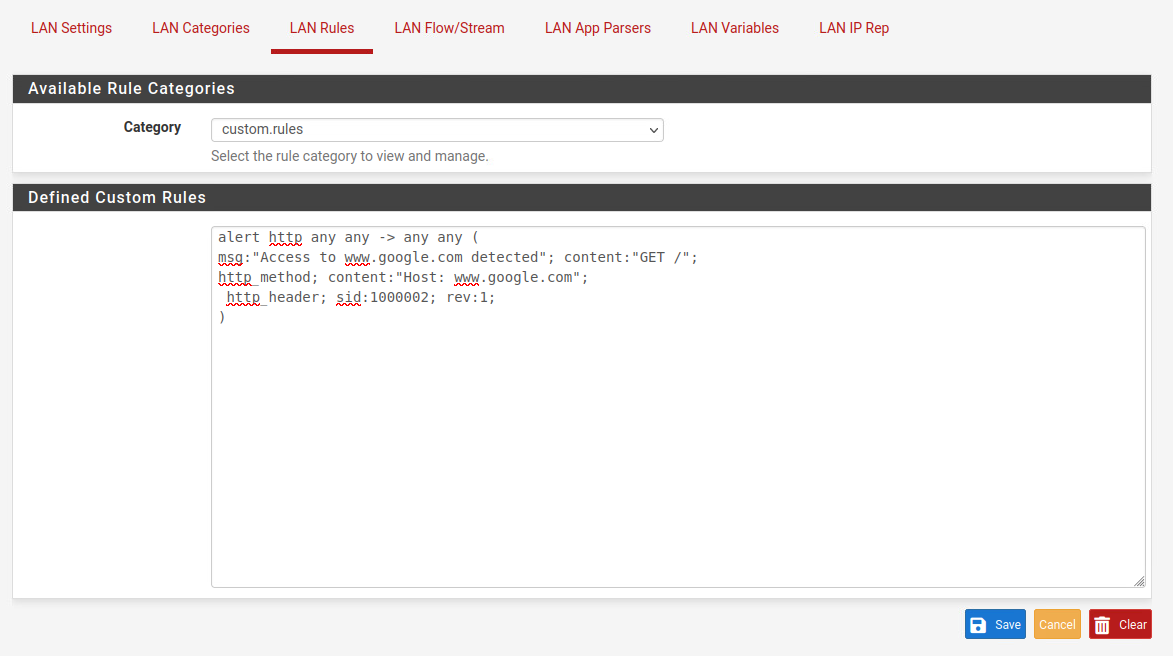 LAN Settings LAN Categories LAN Rules LAN Flow/Stream LAN App Parsers LAN Variables LAN IP Rep
Available Rule Categories
Category custom.rules
Select the rule category to view and manage.
Defined Custom Rules
alert http any any -> any any (
msg:"Access to www.google.com detected"; content:"GET /";
http_method; content:"Host: www.google.com";
 http_header; sid:1000002; rev:1;
)
Save Cancel Clear